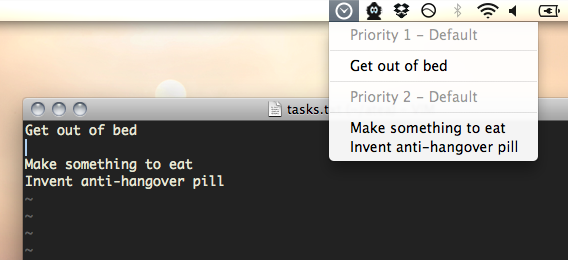 Priority 1 – Default
Get out of bed
Priority 2 – Default
Make something to eat
Invent anti-hangover pill
tasks.t
Get out of bed
Make something to eat
Invent anti-hangover pill
~
~
~
~